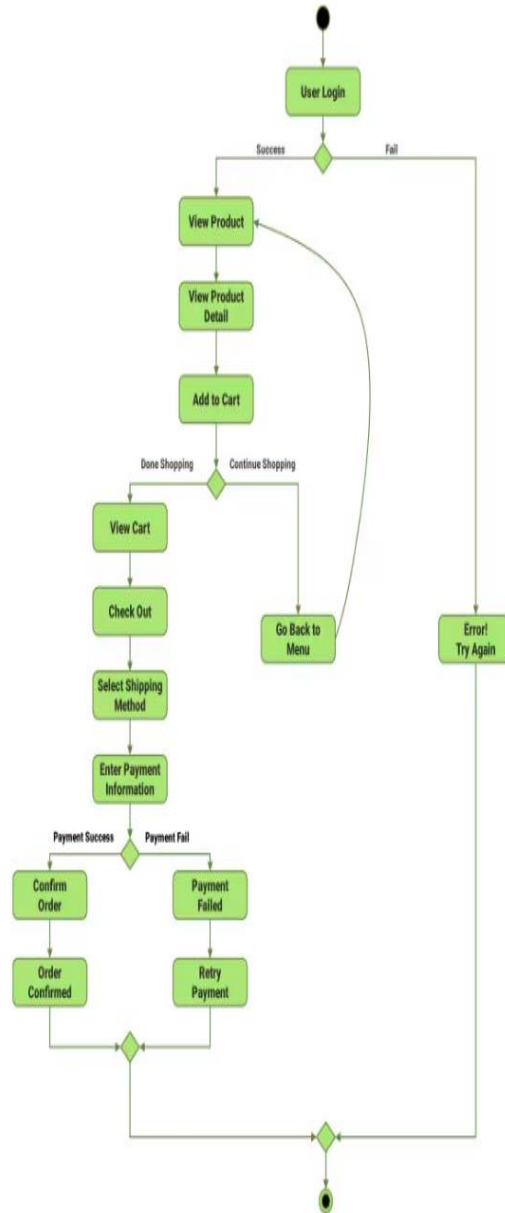 User Login
Success
Fail
View Product
View Product
Detail
Add to Cart
Done Shopping
Continue Shopping
View Cart
Check Out
Go Back to
Menu
Error!
Try Again
Select Shipping
Method
Enter Payment
Information
Payment Success
Payment Fail
Confirm
Order
Payment
Failed
Order
Confirmed
Retry
Payment